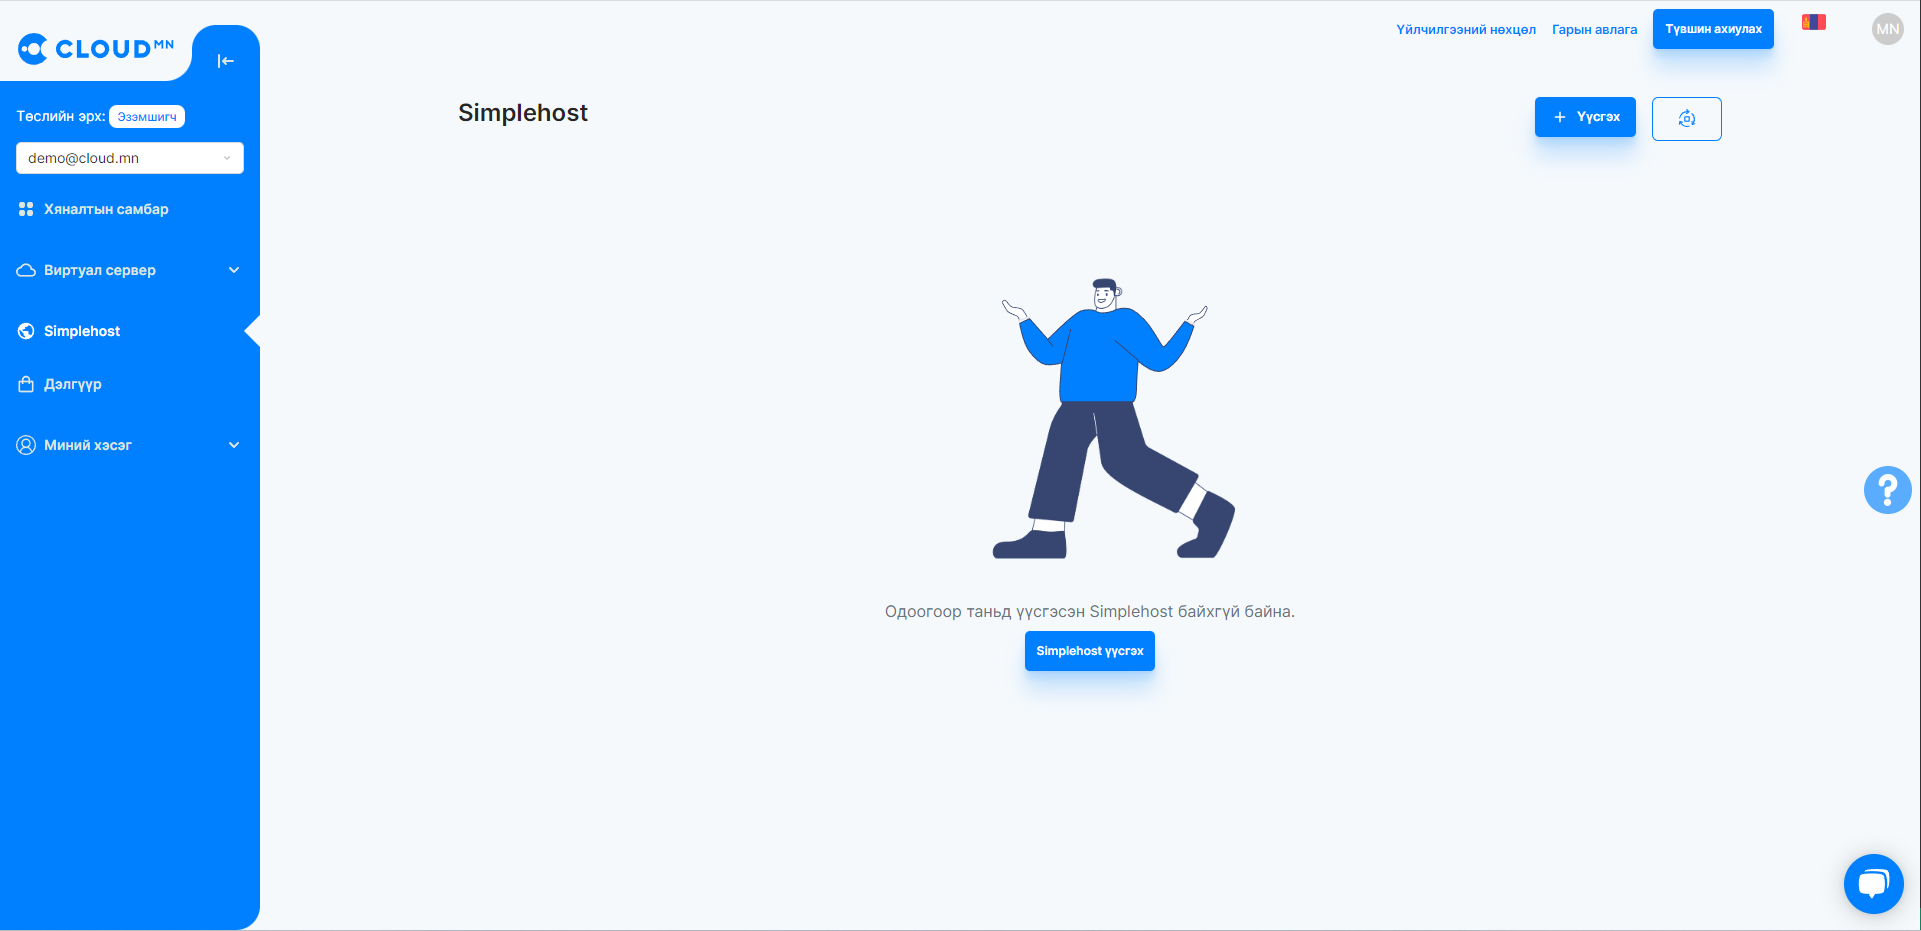 CLOUD MN
Үйлчилгээний нөхцөл
Гарын авлага
Түвшин ахиулах
MN
Төслийн эрх: Эзэмшигч
demo@cloud.mn
Хяналтын самбар
Виртуал сервер
Simplehost
Дэлгүүр
Миний хэсэг
Simplehost
+ Үүсгэх
Одоогоор таньд үүсгэсэн Simplehost байхгүй байна.
Simplehost үүсгэх
?